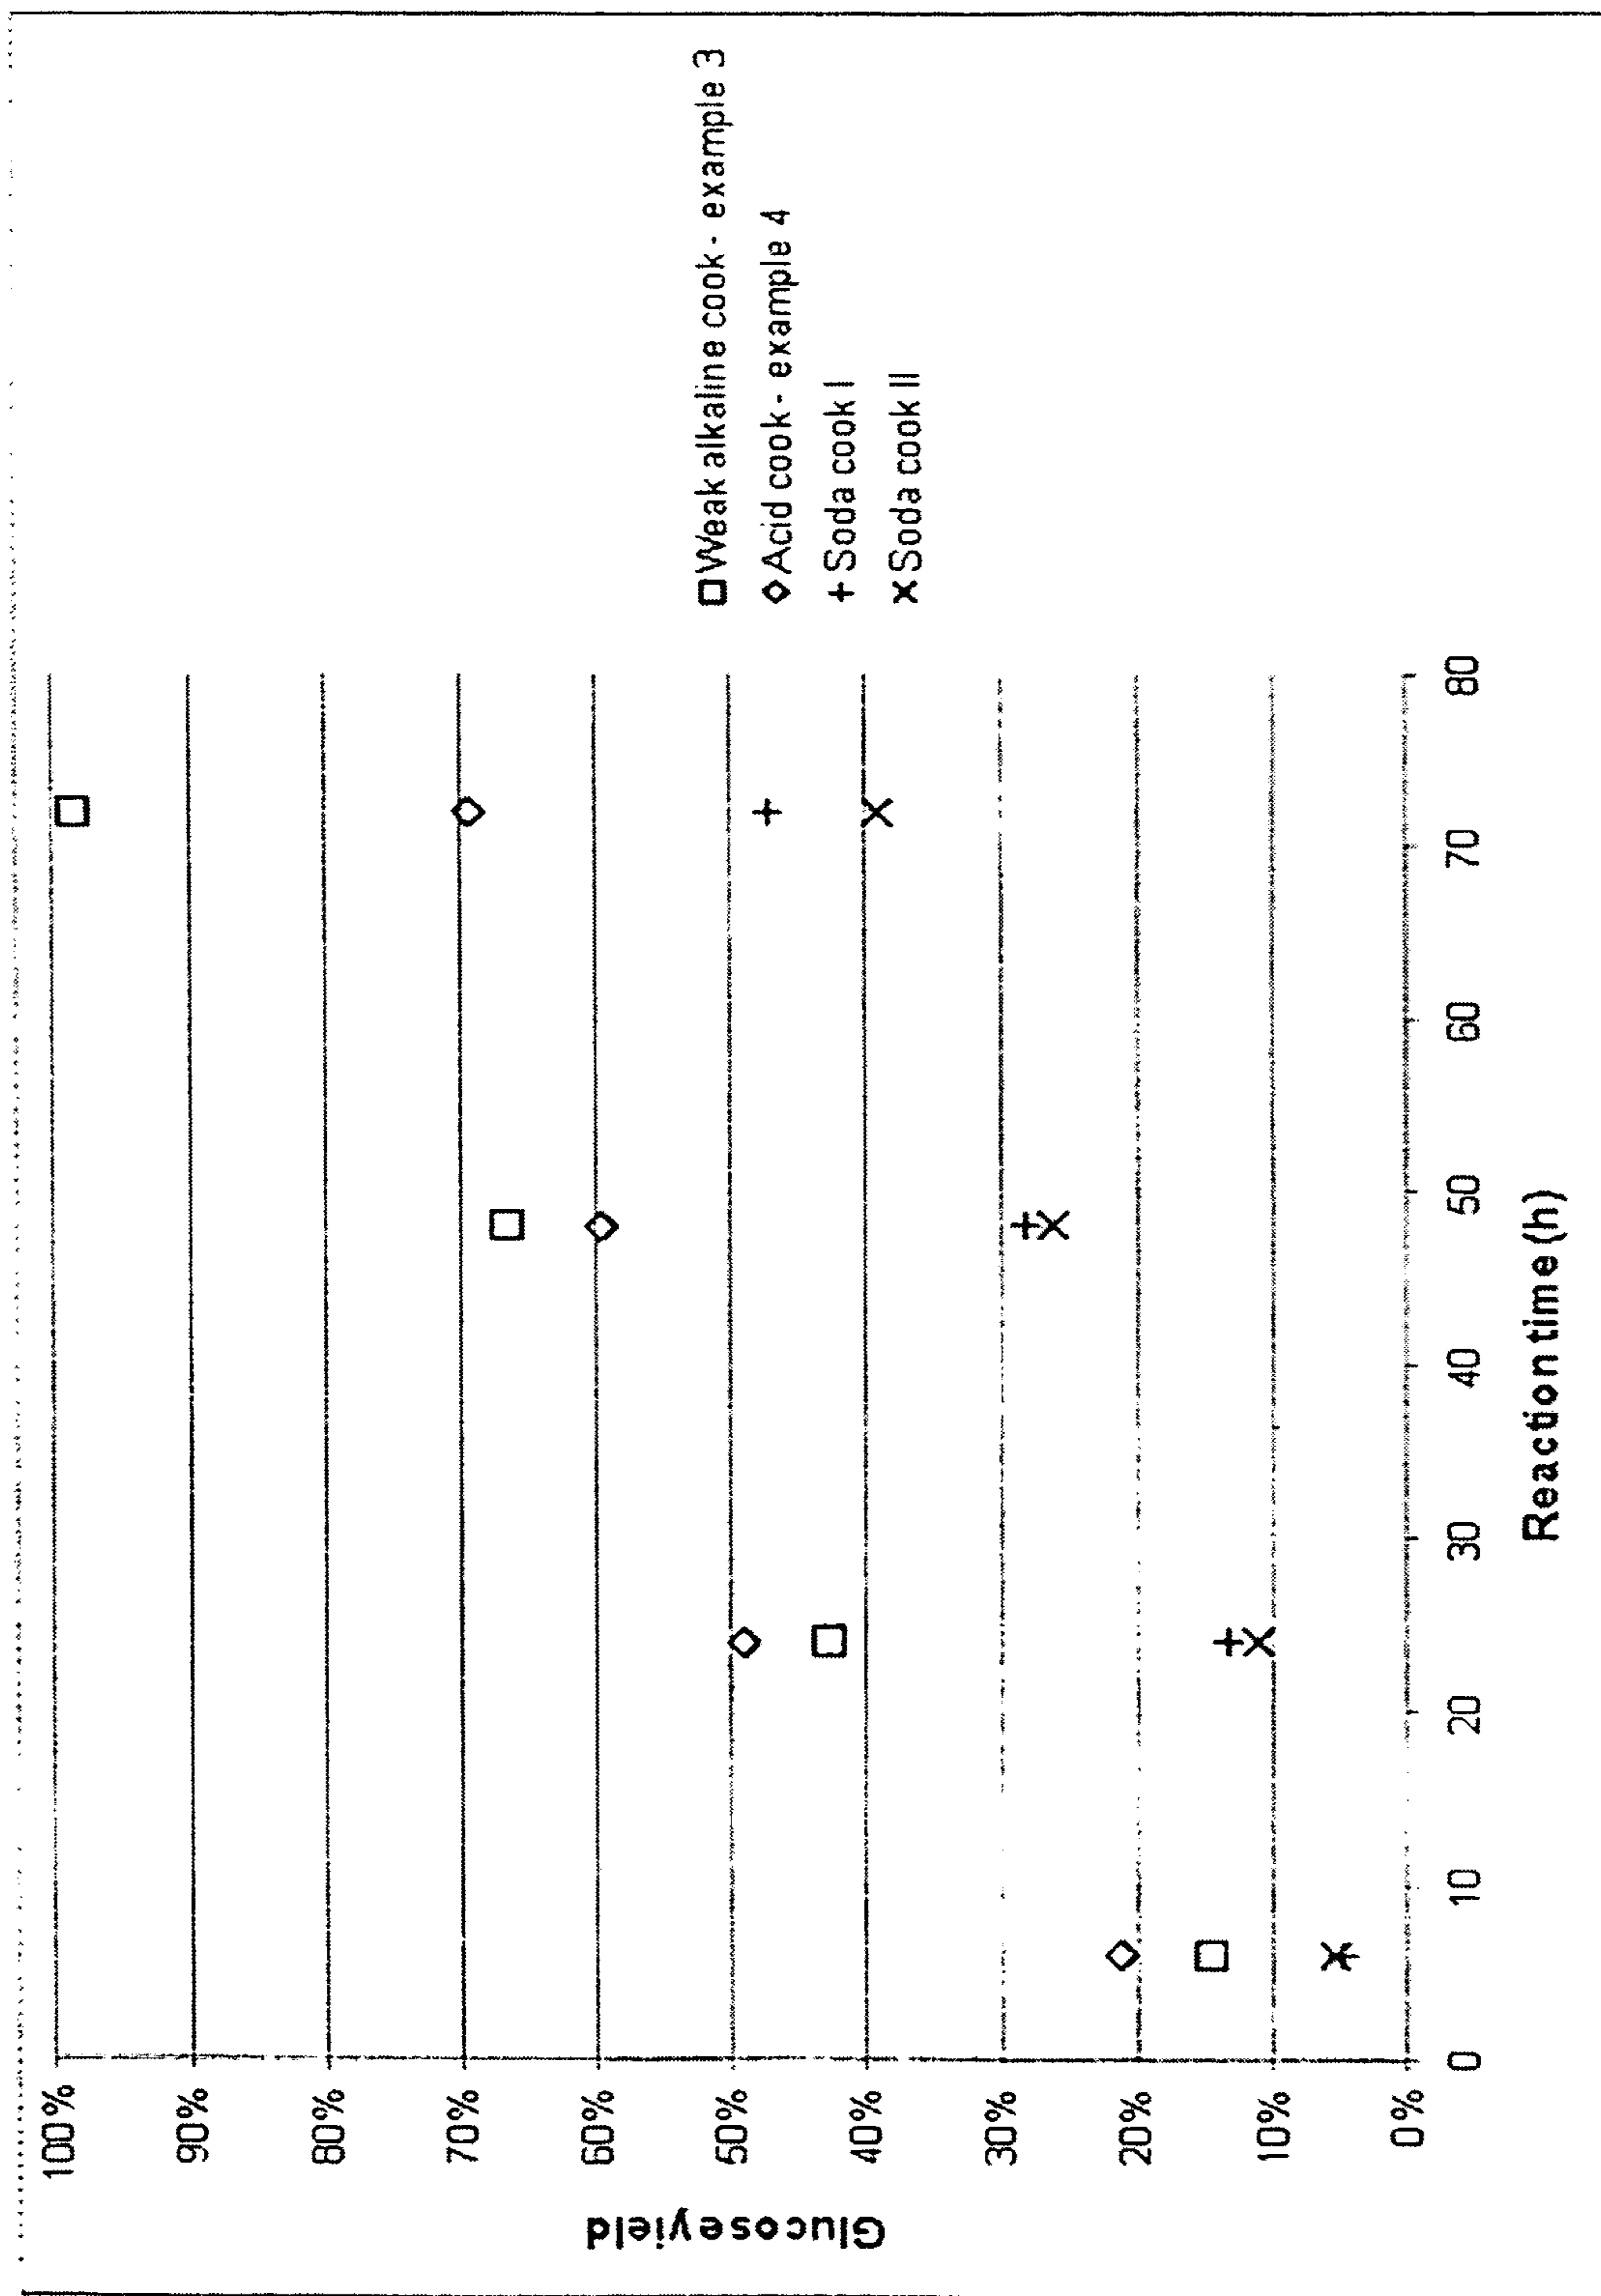 Glucose yield
100%
90%
80%
70%
60%
50%
40%
30%
20%
10%
0%
0 10 20 30 40 50 60 70 80
Reaction time (h)
Weak alkaline cook - example 3
Acid cook - example 4
Soda cook I
Soda cook II